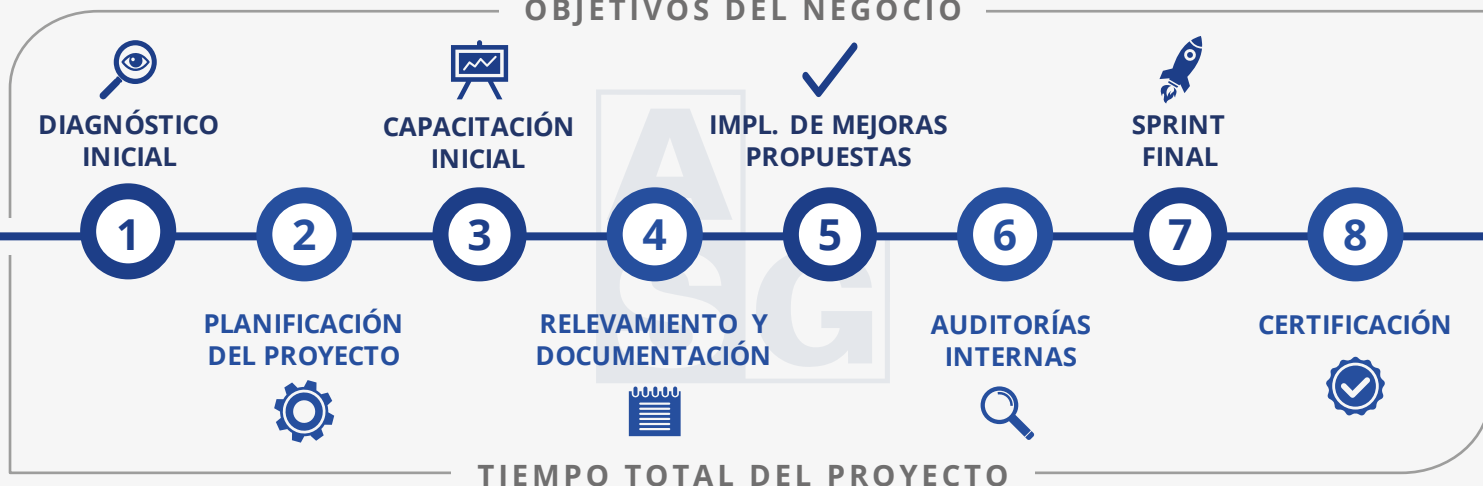 OBJETIVOS DEL NEGOCIO
DIAGNÓSTICO
INICIAL
CAPACITACIÓN
INICIAL
IMPL. DE MEJORAS
PROPUESTAS
SPRINT
FINAL
1
2
3
4
5
6
7
8
PLANIFICACIÓN
DEL PROYECTO
RELEVAMIENTO Y
DOCUMENTACIÓN
AUDITORÍAS
INTERNAS
CERTIFICACIÓN
A
SG
TIEMPO TOTAL DEL PROYECTO